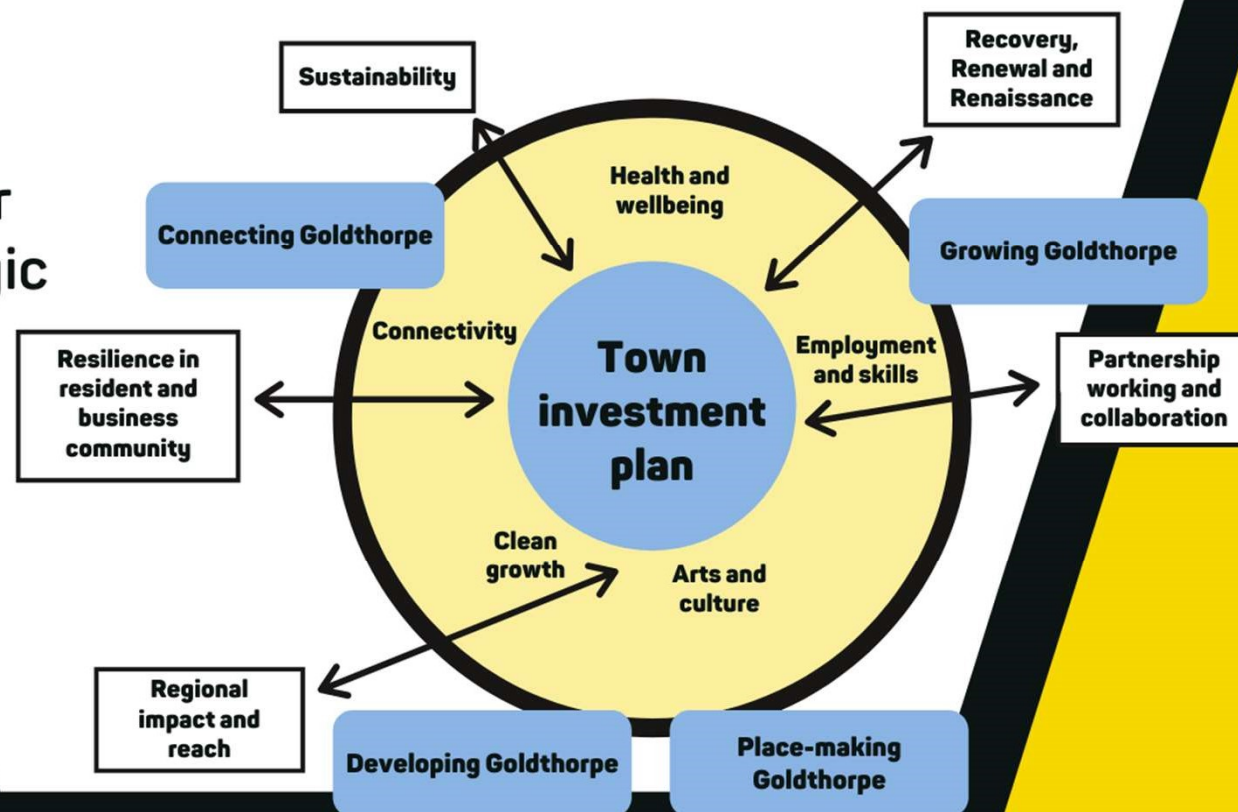 Sustainability
Recovery,
Renewal and
Renaissance
Health and
wellbeing
Connecting Goldthorpe
Growing Goldthorpe
Connectivity
Employment
and skills
Resilience in
resident and
business
community
Town
investment
plan
Partnership
working and
collaboration
Clean
growth
Arts and
culture
Regional
impact and
reach
Developing Goldthorpe
Place-making
Goldthorpe